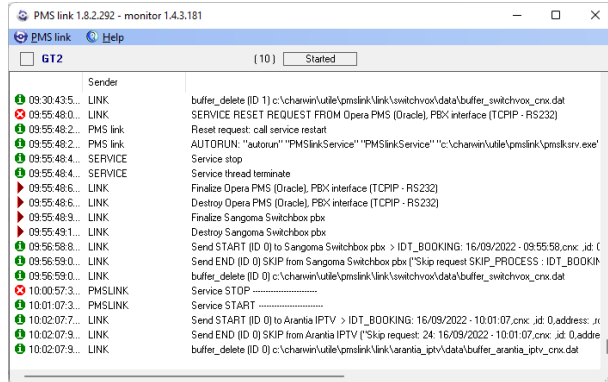 PMS link 1.8.2.292 - monitor 1.4.3.181
PMS link Help
GT2 (10) Started
Sender
09:30:43:5... LINK buffer_delete (ID 1) c:\charwin\utile\pmslink\link\switchvox\data\buffer_switchvox_cnx.dat
09:55:48:0... LINK SERVICE RESET REQUEST FROM Opera PMS (Oracle), PBX interface (TCPIP - RS232)
09:55:48:2... PMS link Reset request: call service restart
09:55:48:2... PMS link AUTORUN: "autorun" "PMSlinkService" "PMSlinkService" "c:\charwin\utile\pmslink\pmslksrv.exe"
09:55:48:4... SERVICE Service stop
09:55:48:4... SERVICE Service thread terminate
09:55:48:6... LINK Finalize Opera PMS (Oracle), PBX interface (TCPIP - RS232)
09:55:48:6... LINK Destroy Opera PMS (Oracle), PBX interface (TCPIP - RS232)
09:55:48:9... LINK Finalize Sangoma Switchbox pbx
09:55:49:1... LINK Destroy Sangoma Switchbox pbx
09:56:58:8... LINK Send START (ID 0) to Sangoma Switchbox pbx > IDT_BOOKING: 16/09/2022 - 09:55:58,cnx: ,id: 0
09:56:59:0... LINK Send END (ID 0) SKIP from Sangoma Switchbox pbx ("Skip request SKIP_PROCESS : IDT_BOOKIN
09:56:59:0... LINK buffer_delete (ID 0) c:\charwin\utile\pmslink\link\switchvox\data\buffer_switchvox_cnx.dat
10:00:57:3... PMSLINK Service STOP -------------------------
10:01:07:3... PMSLINK Service START --------------------------
10:02:07:7... LINK Send START (ID 0) to Arantia IPTV > IDT_BOOKING: 16/09/2022 - 10:01:07,cnx: ,id: 0,address: ,ro
10:02:07:9... LINK Send END (ID 0) SKIP from Arantia IPTV ("Skip request: 24: 16/09/2022 - 10:01:07,cnx: ,id: 0,addre
10:02:07:9... LINK buffer_delete (ID 0) c:\charwin\utile\pmslink\link\arantia_iptv\data\buffer_arantia_iptv_cnx.dat